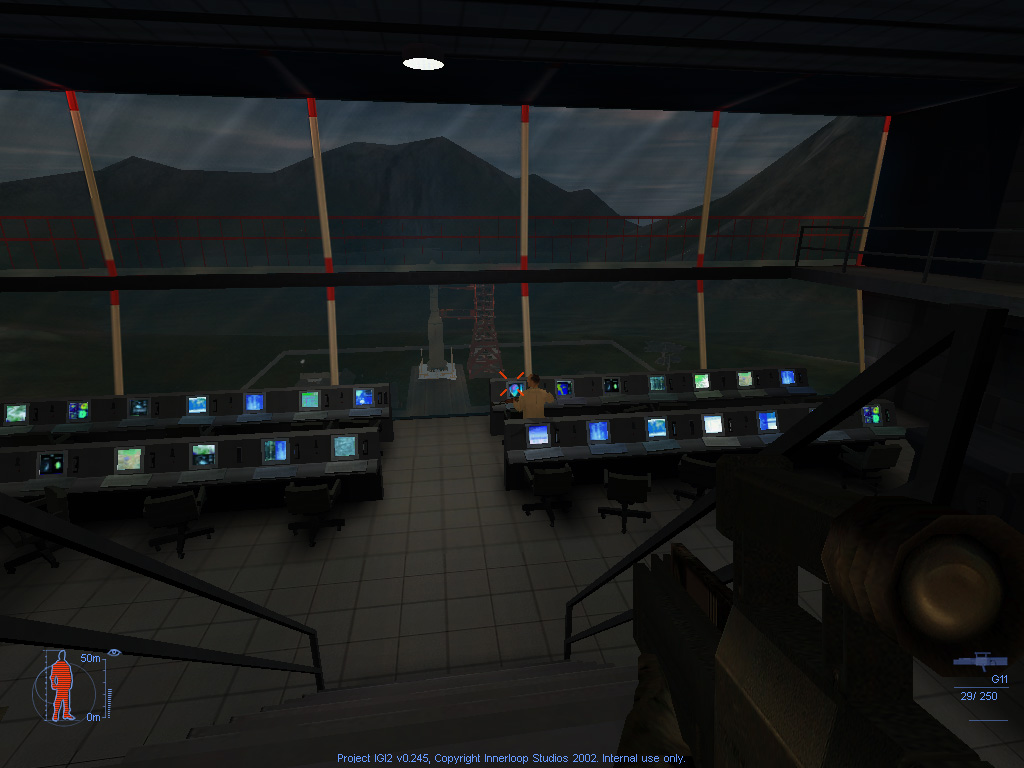 50m
0m
G11
29/ 250
Project IGI2 v0.245, Copyright Innerloop Studios 2002. Internal use only.